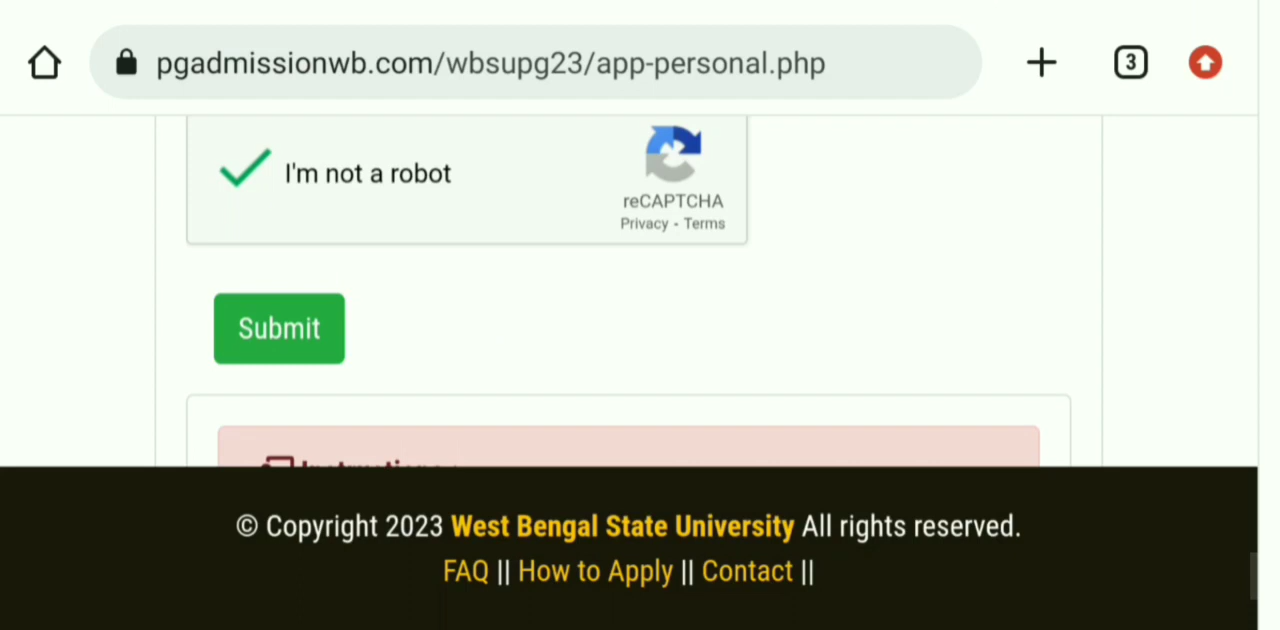 pgadmissionwb.com/wbsupg23/app-personal.php
3
I'm not a robot
reCAPTCHA
Privacy - Terms
Submit
Instructions :
© Copyright 2023 West Bengal State University All rights reserved.
FAQ || How to Apply || Contact ||